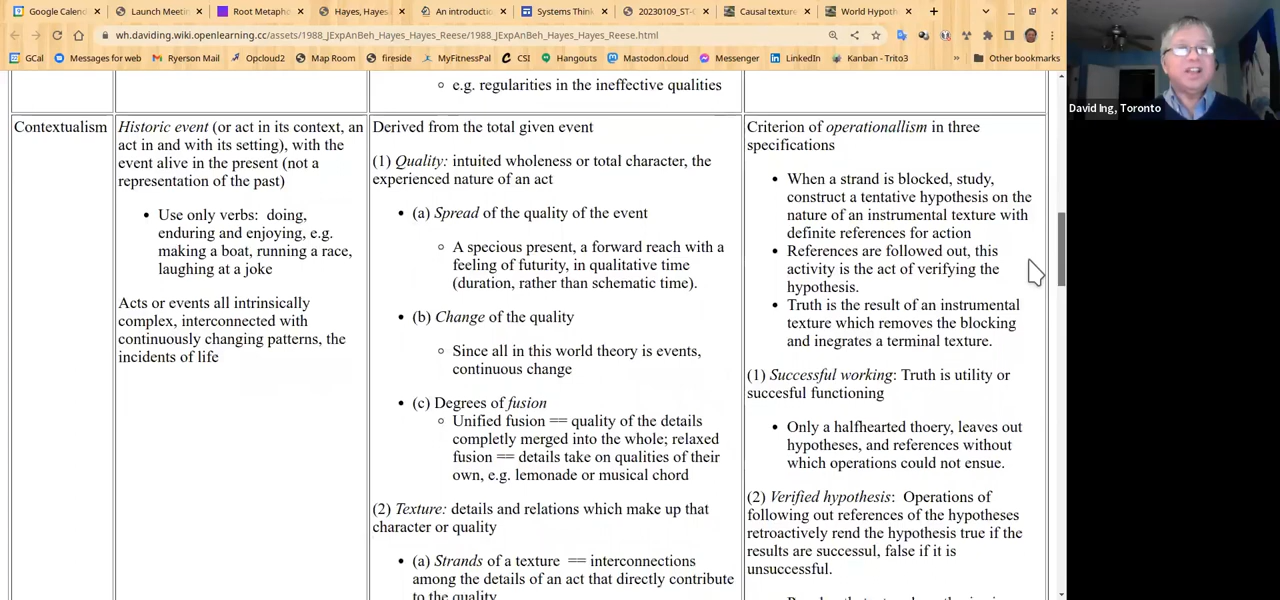 Google Calend
Launch Meeti
Root Metapho
Hayes, Hayes
An introducti
Systems Think
20230109_ST-
Causal texture
World Hypoth
wh.daviding.wiki.openlearning.cc/assets/1988_JExpAnBeh_Hayes_Hayes_Reese/1988_JExpAnBeh_Hayes_Hayes_Reese.html
GCal
Messages for web
Ryerson Mail
Opcloud2
Map Room
fireside
MyFitnessPal
CSI
Hangouts
Mastodon.cloud
Messenger
LinkedIn
Kanban - Trito3
»
Other bookmarks
David Ing, Toronto
e.g. regularities in the ineffective qualities
Contextualism
Historic event (or act in its context, an
act in and with its setting), with the
event alive in the present (not a
representation of the past)
Use only verbs: doing,
enduring and enjoying, e.g.
making a boat, running a race,
laughing at a joke
Acts or events all intrinsically
complex, interconnected with
continuously changing patterns, the
incidents of life
Derived from the total given event
(1) Quality: intuited wholeness or total character, the
experienced nature of an act
(a) Spread of the quality of the event
A specious present, a forward reach with a
feeling of futurity, in qualitative time
(duration, rather than schematic time).
(b) Change of the quality
Since all in this world theory is events,
continuous change
(c) Degrees of fusion
Unified fusion == quality of the details
completly merged into the whole; relaxed
fusion == details take on qualities of their
own, e.g. lemonade or musical chord
(2) Texture: details and relations which make up that
character or quality
(a) Strands of a texture == interconnections
among the details of an act that directly contribute
to the quality
Criterion of operationallism in three
specifications
When a strand is blocked, study,
construct a tentative hypothesis on the
nature of an instrumental texture with
definite references for action
References are followed out, this
activity is the act of verifying the
hypothesis.
Truth is the result of an instrumental
texture which removes the blocking
and inegrates a terminal texture.
(1) Successful working: Truth is utility or
succesful functioning
Only a halfhearted thoery, leaves out
hypotheses, and references without
which operations could not ensue.
(2) Verified hypothesis: Operations of
following out references of the hypotheses
retroactively rend the hypothesis true if the
results are successul, false if it is
unsuccessful.